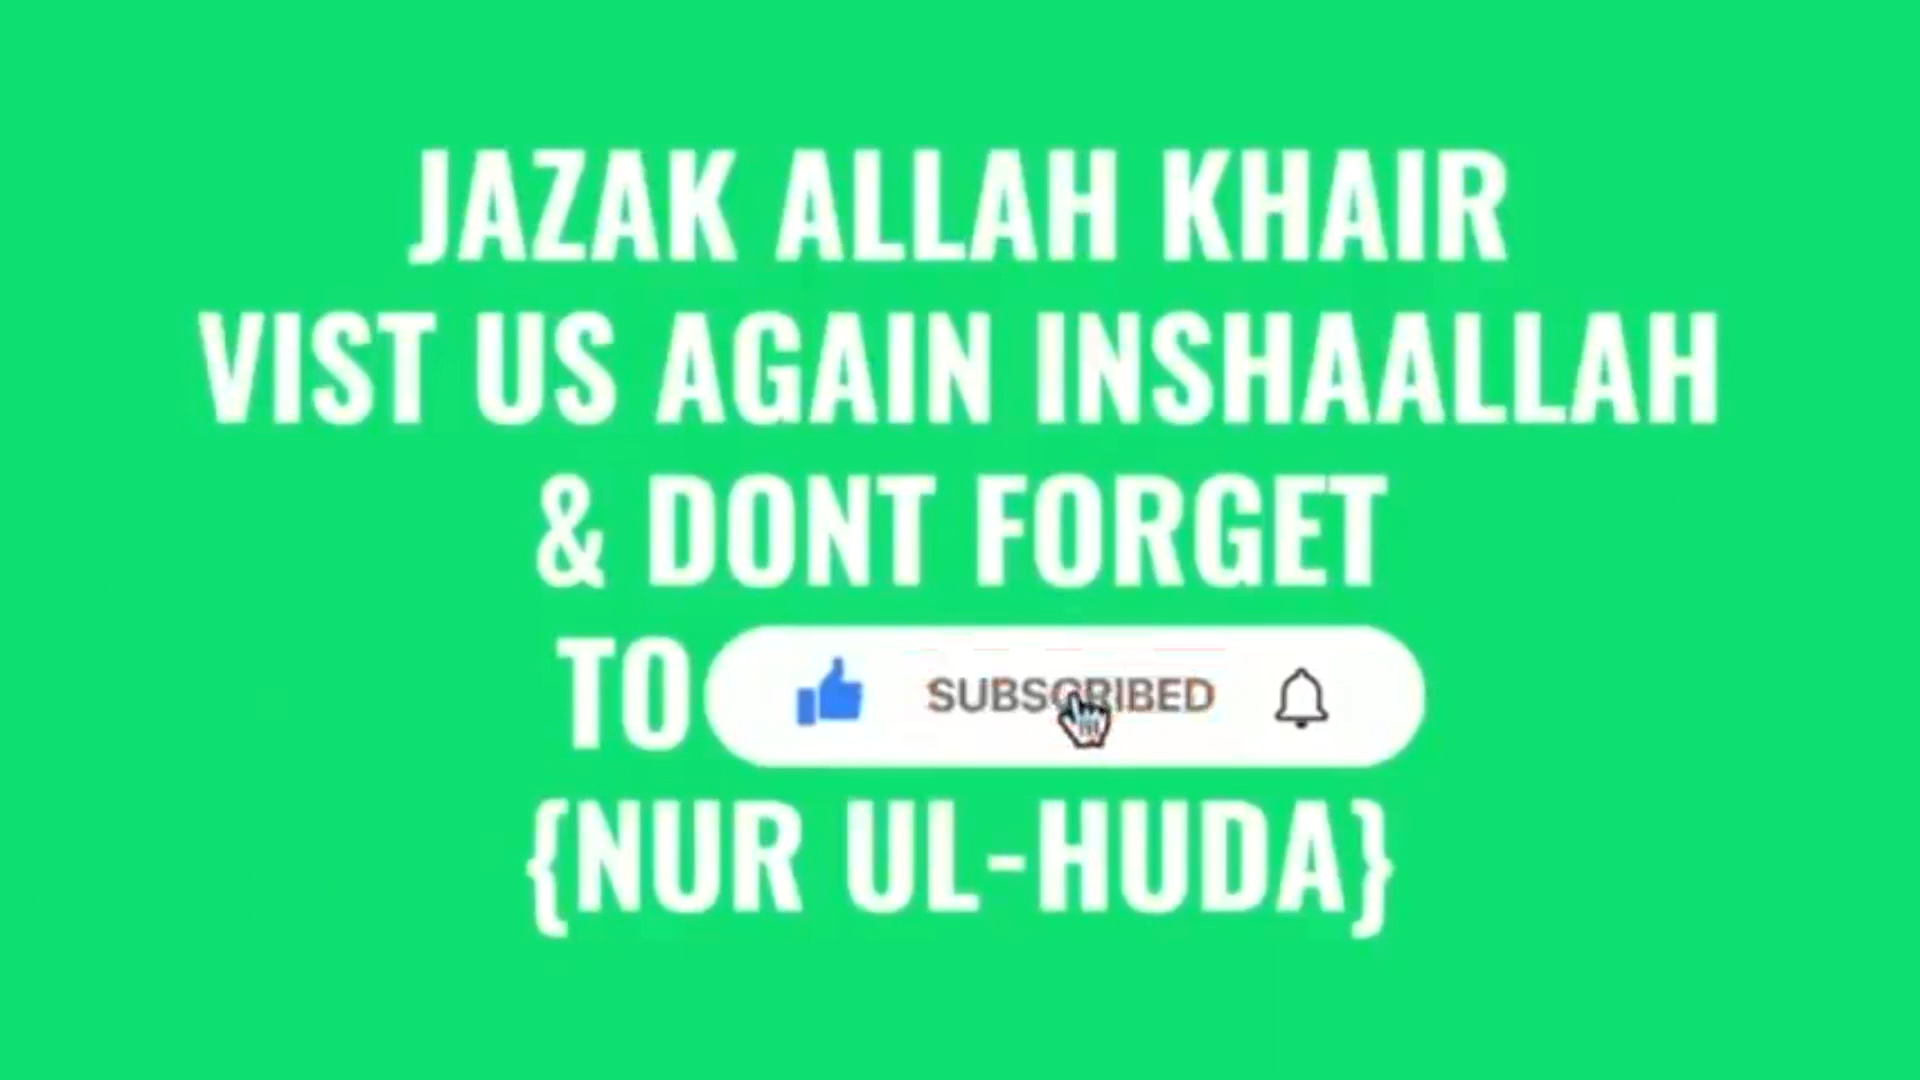 JAZAK ALLAH KHAIR
VIST US AGAIN INSHAALLAH
& DONT FORGET
TO SUBSCRIBED
{NUR UL-HUDA}